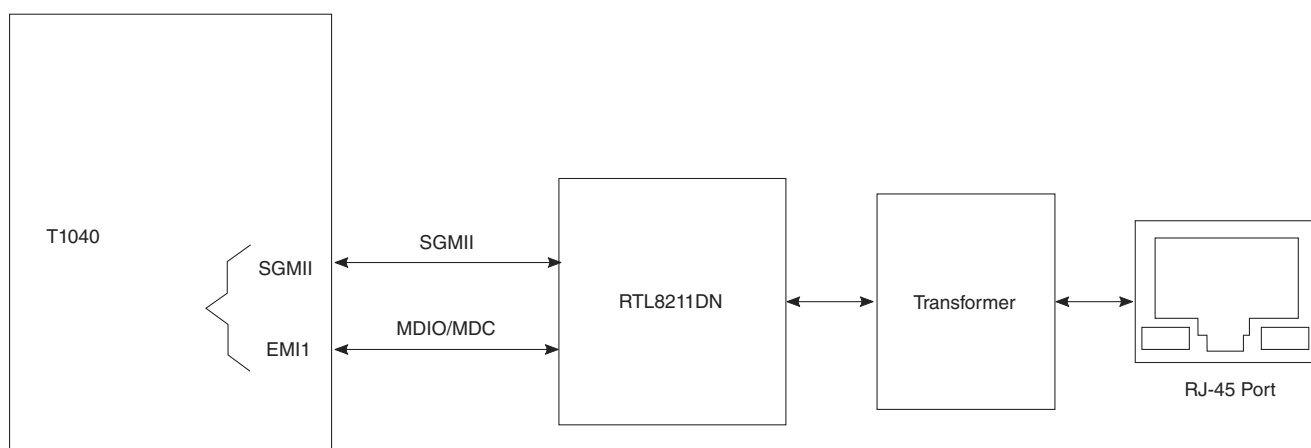 T1040
SGMII
EMI1
SGMII
MDIO/MDC
RTL8211DN
Transformer
RJ-45 Port